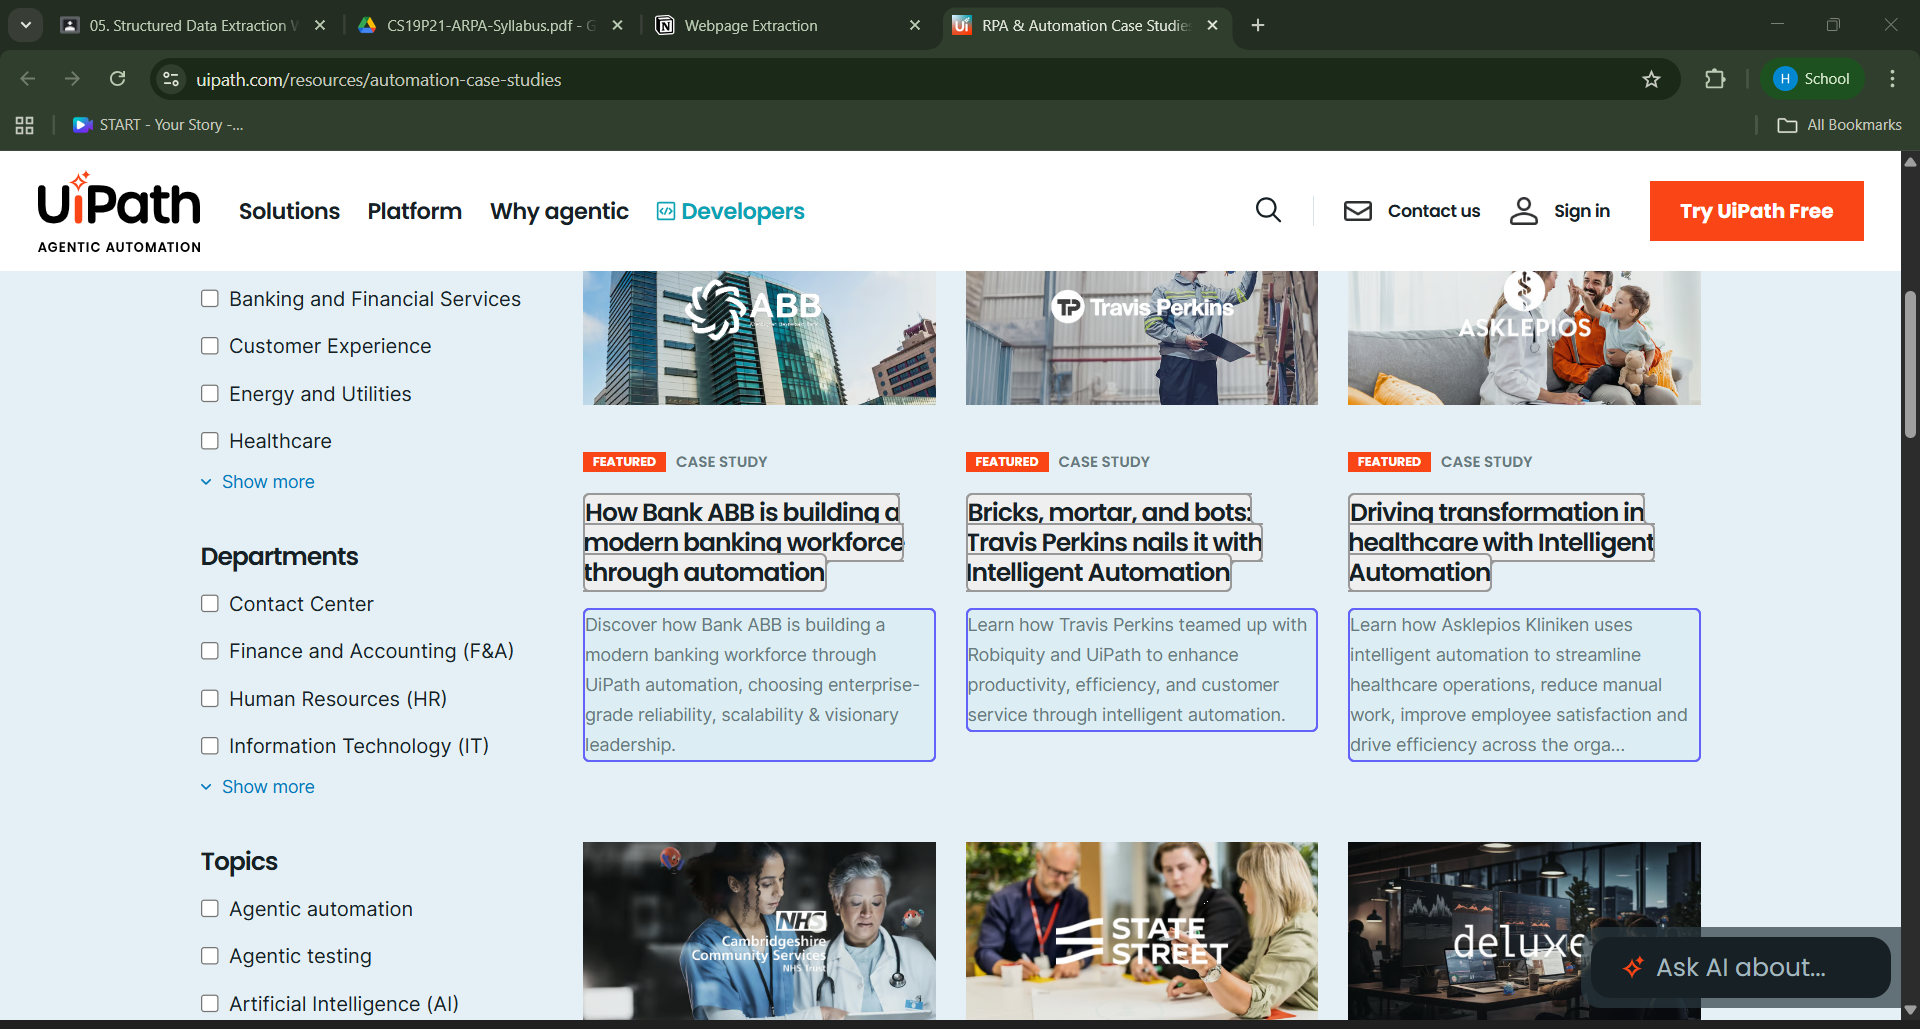 05. Structured Data Extraction
CS19P21-ARPA-Syllabus.pdf - G
Webpage Extraction
RPA & Automation Case Studies
uipath.com/resources/automation-case-studies
H School
START - Your Story -...
All Bookmarks
UiPath
AGENTIC AUTOMATION
Solutions
Platform
Why agentic
Developers
Contact us
Sign in
Try UiPath Free
Banking and Financial Services
Customer Experience
Energy and Utilities
Healthcare
Show more
Departments
Contact Center
Finance and Accounting (F&A)
Human Resources (HR)
Information Technology (IT)
Show more
Topics
Agentic automation
Agentic testing
Artificial Intelligence (AI)
ABB
FEATURED CASE STUDY
How Bank ABB is building a
modern banking workforce
through automation
Discover how Bank ABB is building a
modern banking workforce through
UiPath automation, choosing enterprise-
grade reliability, scalability & visionary
leadership.
TP Travis Perkins
FEATURED CASE STUDY
Bricks, mortar, and bots:
Travis Perkins nails it with
Intelligent Automation
Learn how Travis Perkins teamed up with
Robiquity and UiPath to enhance
productivity, efficiency, and customer
service through intelligent automation.
ASKLEPIOS
FEATURED CASE STUDY
Driving transformation in
healthcare with Intelligent
Automation
Learn how Asklepios Kliniken uses
intelligent automation to streamline
healthcare operations, reduce manual
work, improve employee satisfaction and
drive efficiency across the orga...
NHS
Cambridgeshire
Community Services
NHS Trust
STATE
STREET
deluxe
Ask AI about...